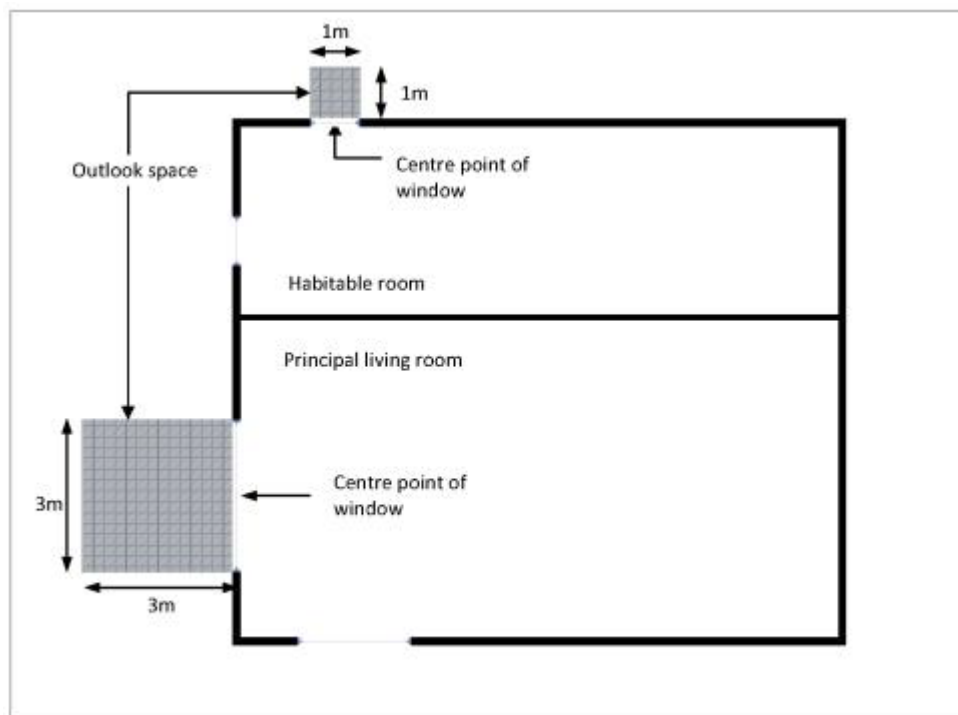 1m
1m
Outlook space
Centre point of
window
Habitable room
Principal living room
3m
Centre point of
window
3m